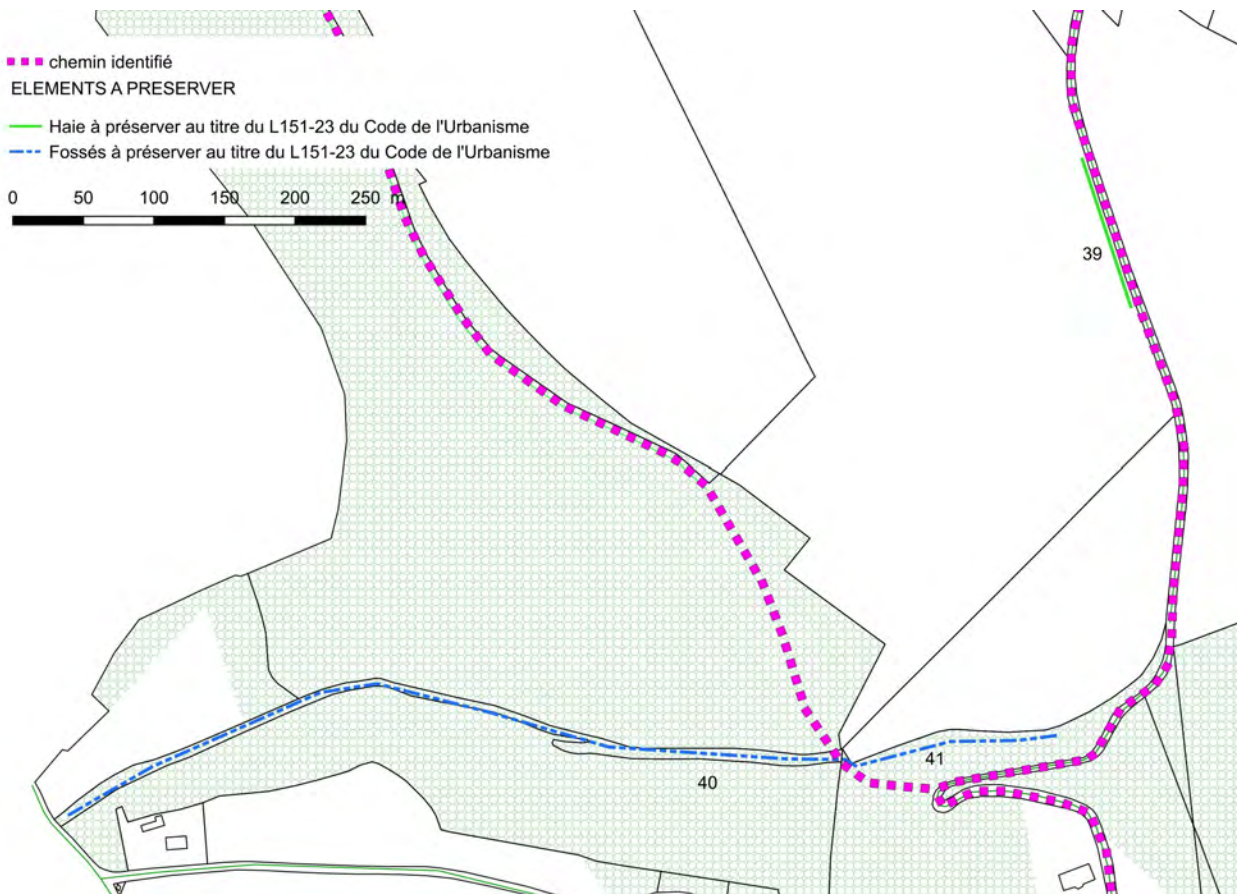 chemin identifié
ELEMENTS A PRESERVER
Haie à préserver au titre du L151-23 du Code de l'Urbanisme
Fossés à préserver au titre du L151-23 du Code de l'Urbanisme
0 50 100 150 200 250 m
39
41
40